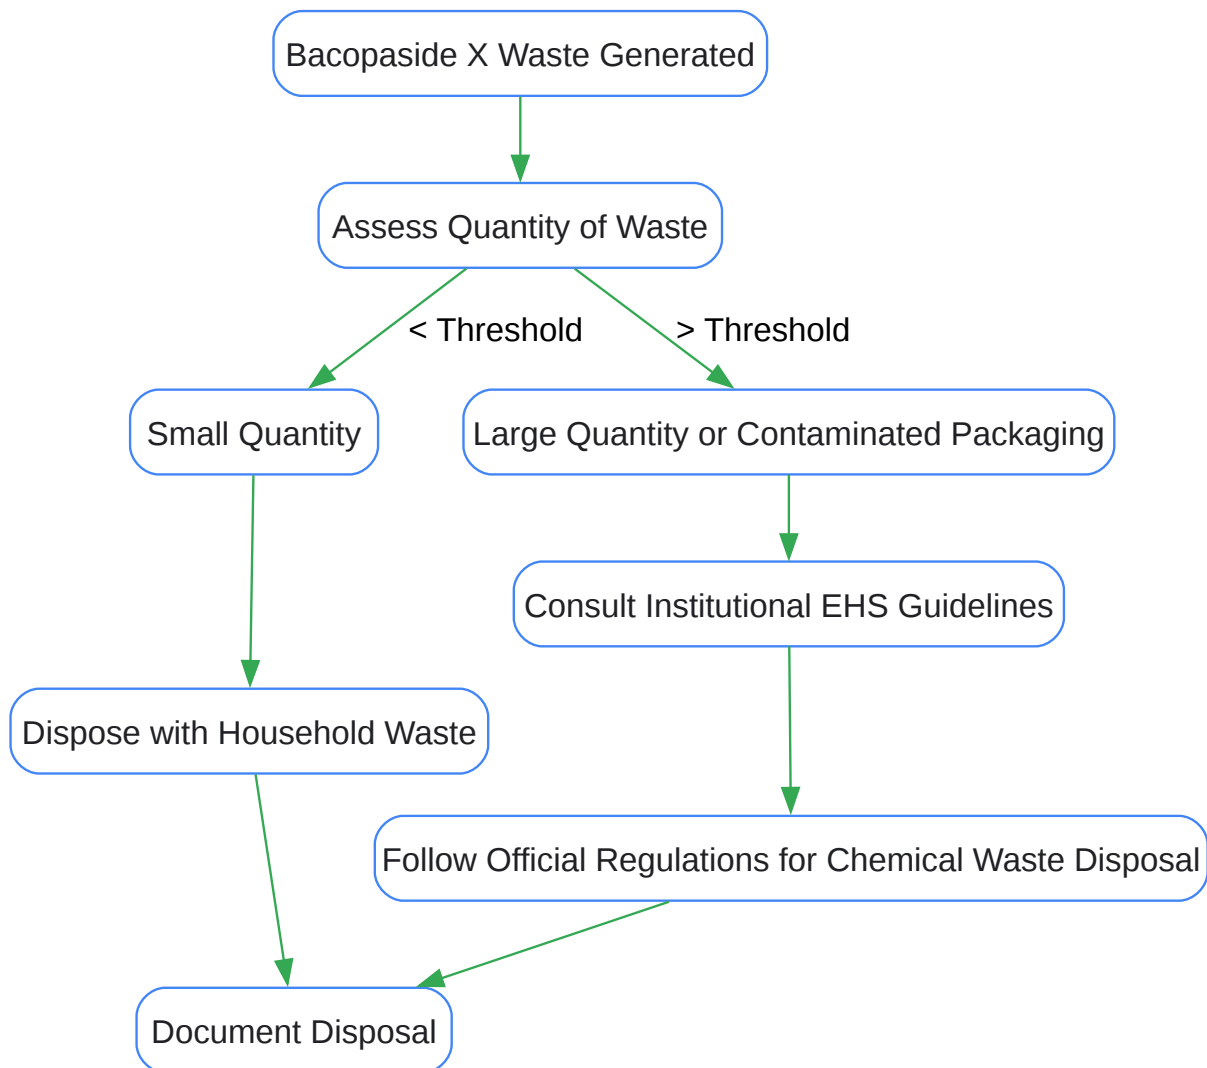 Bacopaside X Waste Generated
Assess Quantity of Waste
< Threshold
> Threshold
Small Quantity
Large Quantity or Contaminated Packaging
Consult Institutional EHS Guidelines
Dispose with Household Waste
Follow Official Regulations for Chemical Waste Disposal
Document Disposal